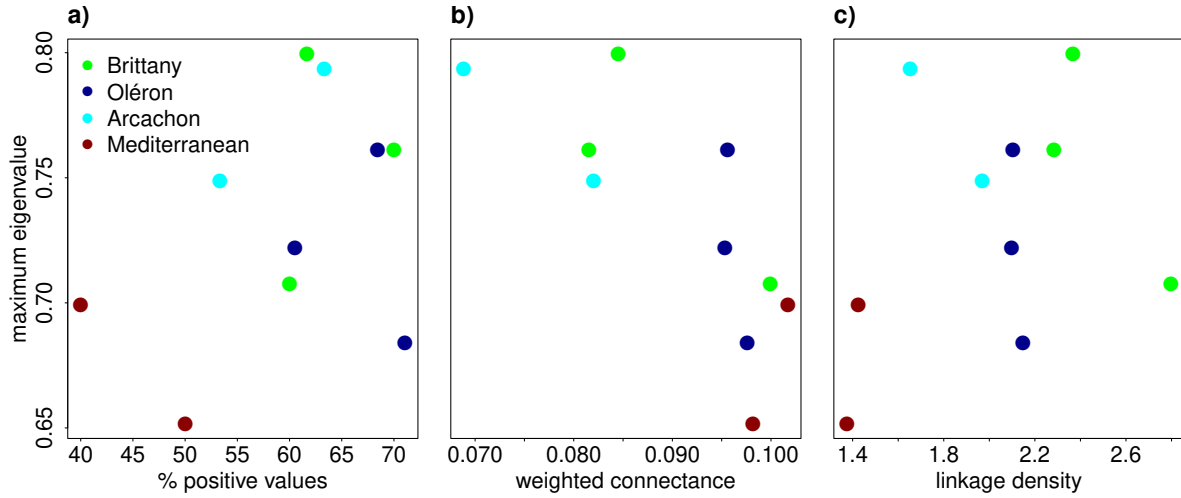 a)
b)
c)
Brittany
Oléron
Arcachon
Mediterranean
maximum eigenvalue
0.80
0.75
0.70
0.65
40 45 50 55 60 65 70
0.070 0.080 0.090 0.100
1.4 1.8 2.2 2.6
% positive values
weighted connectance
linkage density